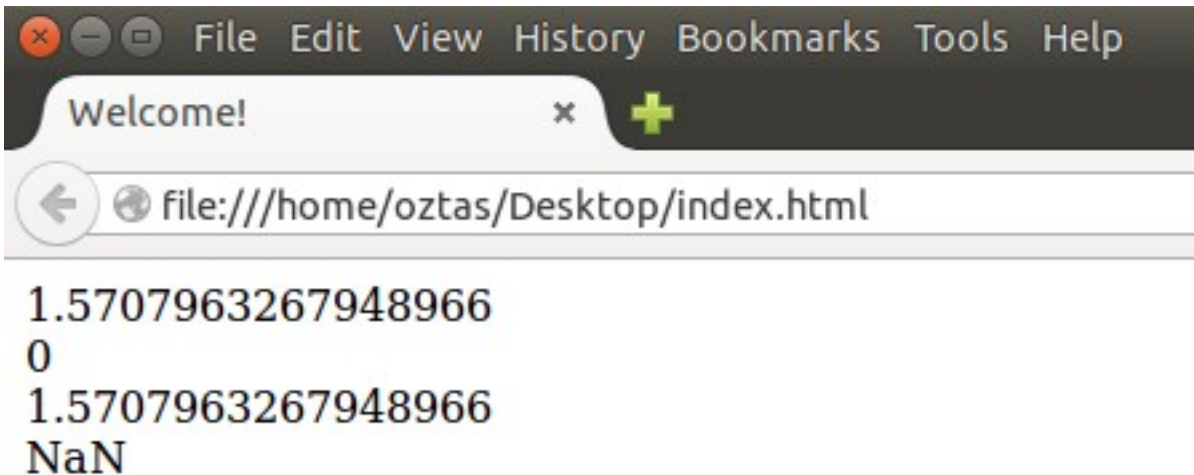 File Edit View History Bookmarks Tools Help
Welcome!
file:///home/oztas/Desktop/index.html
1.5707963267948966
0
1.5707963267948966
NaN